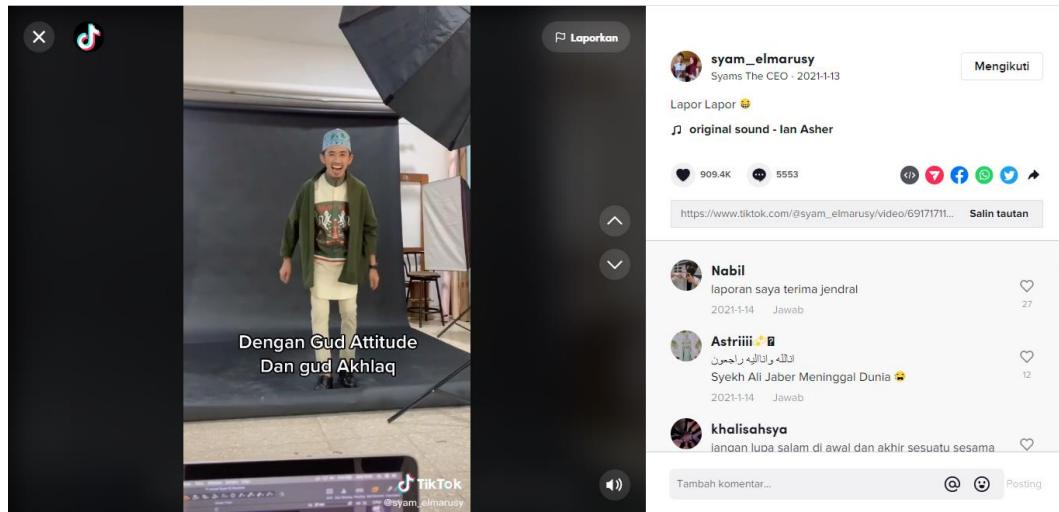 Laporkan
Dengan Gud Attitude
Dan gud Akhlaq
TikTok
@syam_elmarusy
syam_elmarusy
Syams The CEO · 2021-1-13
Mengikuti
Lapor Lapor 😆
original sound - Ian Asher
909.4K
5553
https://www.tiktok.com/@syam_elmarusy/video/69171711...
Salin tautan
Nabil
laporan saya terima jendral
2021-1-14 Jawab
27
Astriiii
اناللّه واناالیه راجعون
Syekh Ali Jaber Meninggal Dunia 😭
2021-1-14 Jawab
12
khalisahsya
jangan lupa salam di awal dan akhir sesuatu sesama
Tambah komentar...
Posting